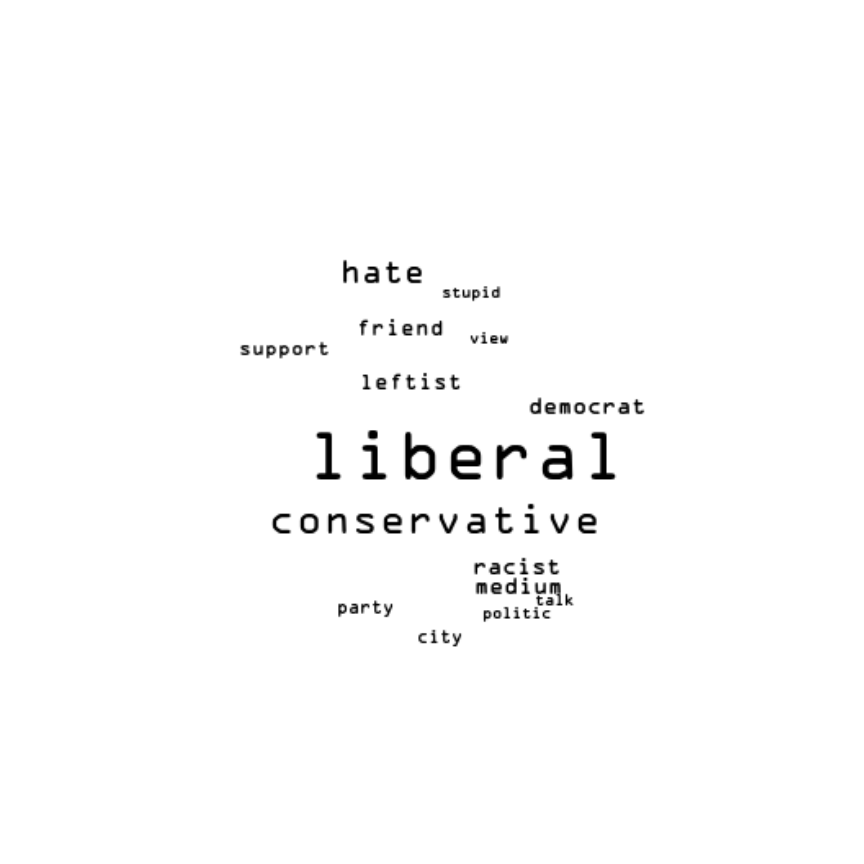 hate
stupid
friend
view
support
leftist
democrat
liberal
conservative
racist
medium
talk
party
politic
city